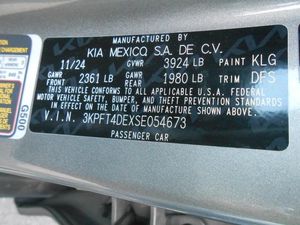 MFD BY KIA MEXICO S.A. DE C.V.
11/24 GVWR 3924 LB PAINT KLG
GAWR GAWR
FRONT 2361 LB REAR 1980 LB TRIM DFS
THIS VEHICLE CONFORMS TO ALL APPLICABLE U.S.A. FEDERAL
MOTOR VEHICLE SAFETY, BUMPER, AND THEFT PREVENTION
STANDARDS IN EFFECT ON THE DATE OF MANUFACTURE SHOWN ABOVE.
V.I.N. 3KPFT4DEXSE054673
PASSENGER CAR
G500